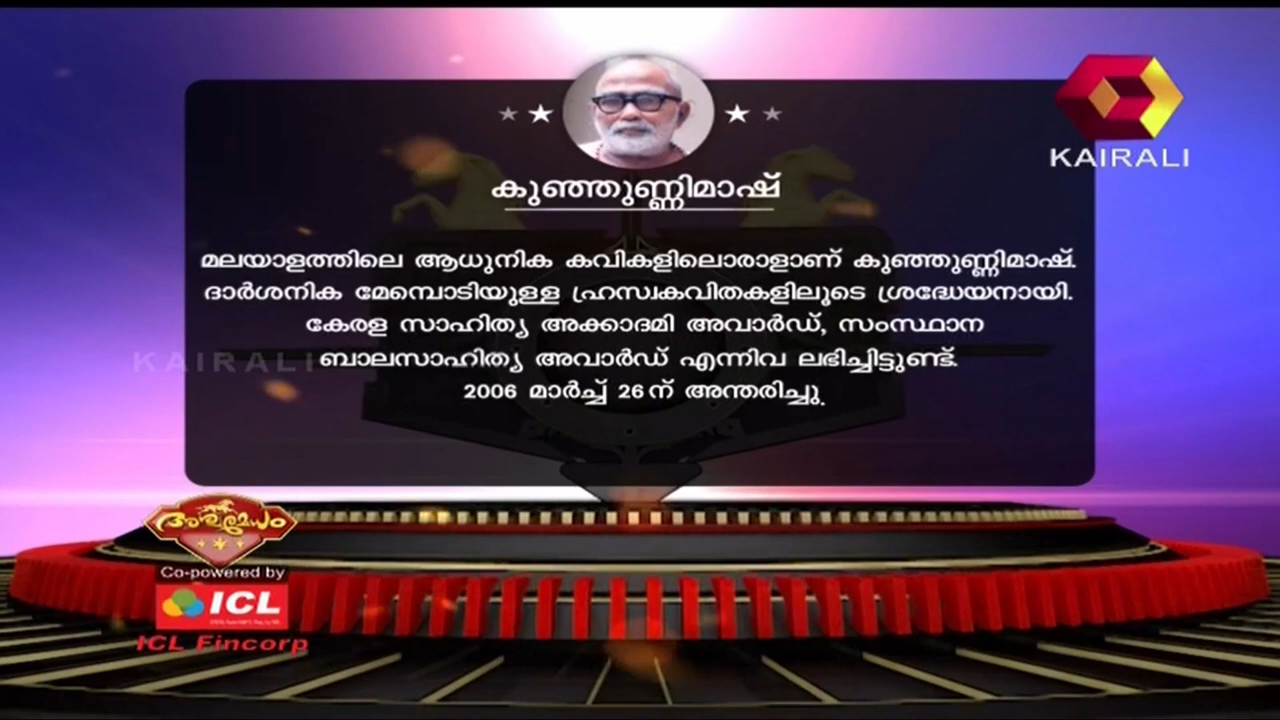 KAIRALI
കുഞ്ഞുണ്ണിമാഷ്
മലയാളത്തിലെ ആധുനിക കവികളിലൊരാളാണ് കുഞ്ഞുണ്ണിമാഷ്.
ദാർശനിക മേമ്പൊടിയുള്ള ഹ്രസ്വകവിതകളിലൂടെ ശ്രദ്ധേയനായി.
കേരള സാഹിത്യ അക്കാദമി അവാർഡ്, സംസ്ഥാന
ബാലസാഹിത്യ അവാർഡ് എന്നിവ ലഭിച്ചിട്ടുണ്ട്.
2006 മാർച്ച് 26 ന് അന്തരിച്ചു.
KAIRALI
അശ്വമേധം
Co-powered by
ICL
ICL Fincorp